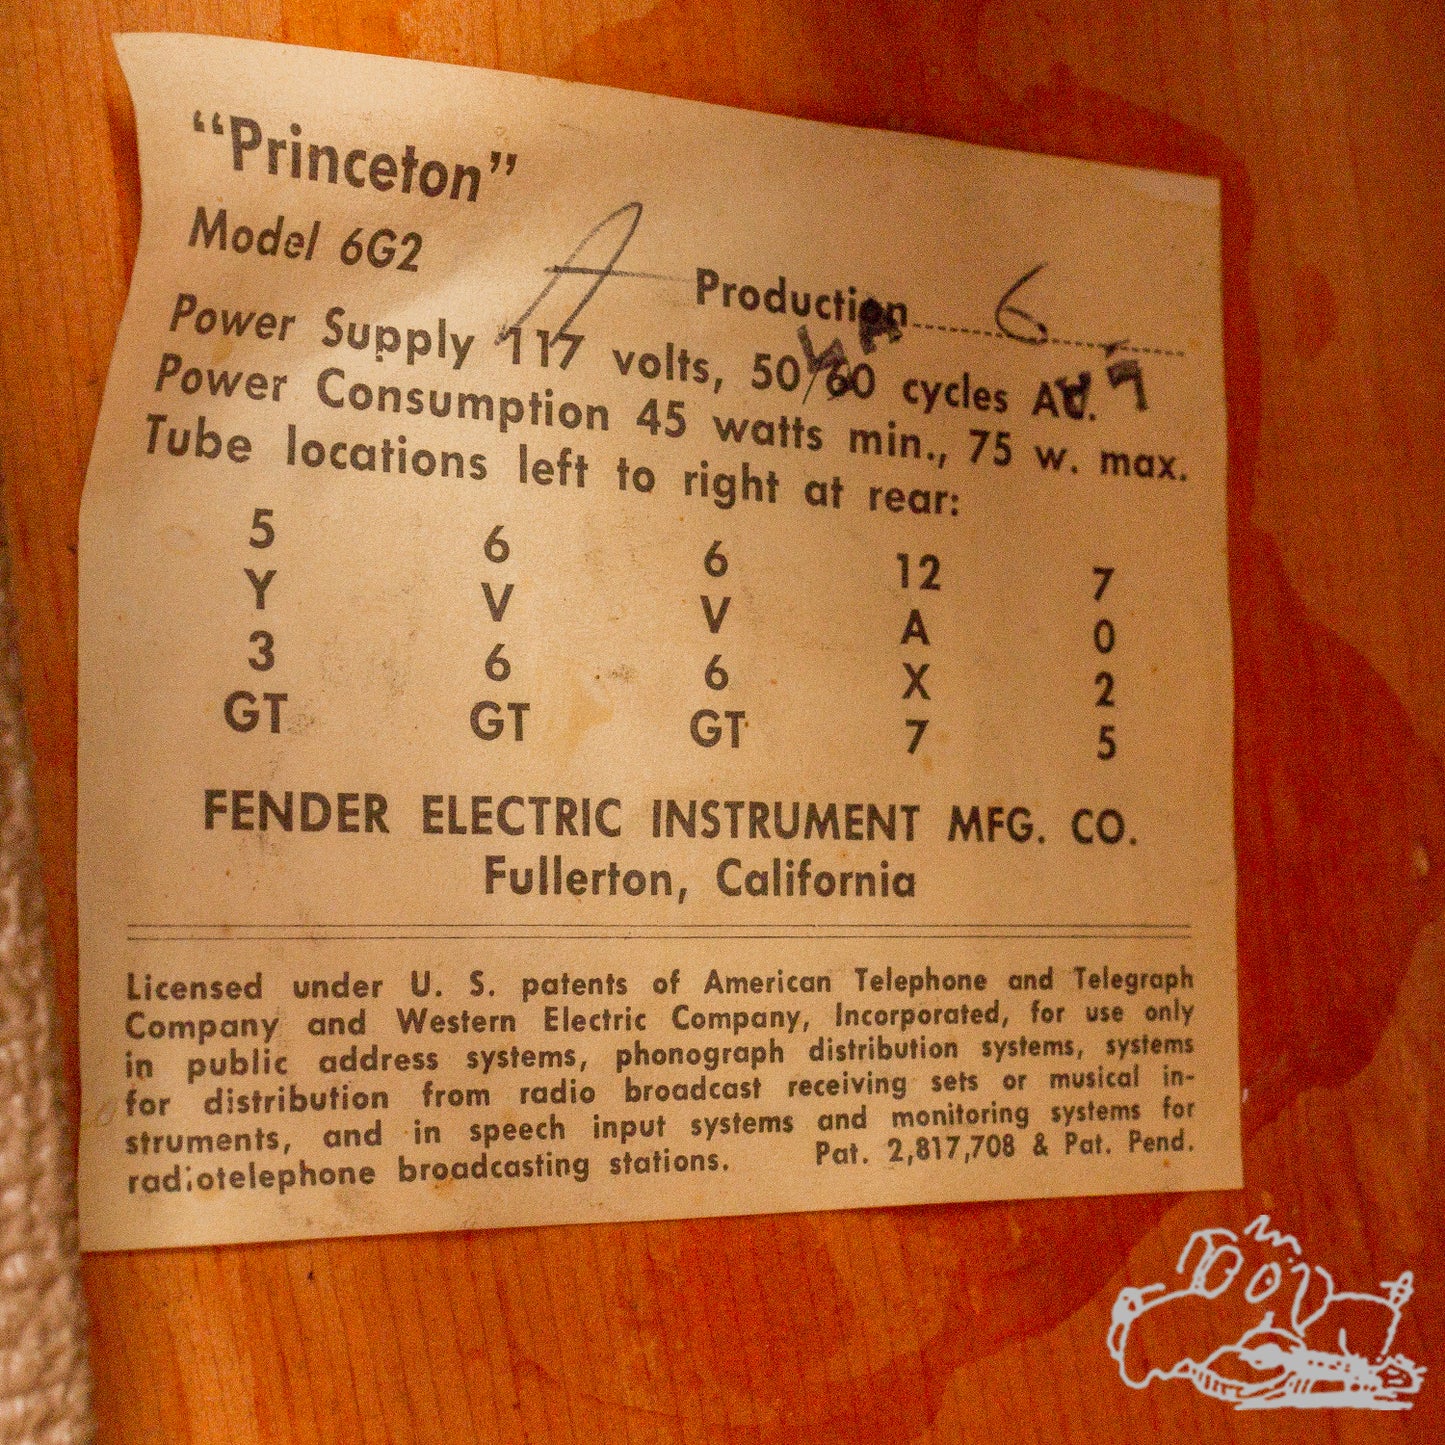 “Princeton”
Model 6G2 A Production 6
Power Supply 117 volts, 50/60 cycles
Power Consumption 45 watts min., 75 w. max.
Tube locations left to right at rear:
5 6 6 12 7
Y V V A 0
3 6 6 X 2
GT GT GT 7 5
FENDER ELECTRIC INSTRUMENT MFG. CO.
Fullerton, California
Licensed under U. S. patents of American Telephone and Telegraph
Company and Western Electric Company, Incorporated, for use only
in public address systems, phonograph distribution systems, systems
for distribution from radio broadcast receiving sets or musical in-
struments, and in speech input systems and monitoring systems for
radiotelephone broadcasting stations. Pat. 2,817,708 & Pat. Pend.